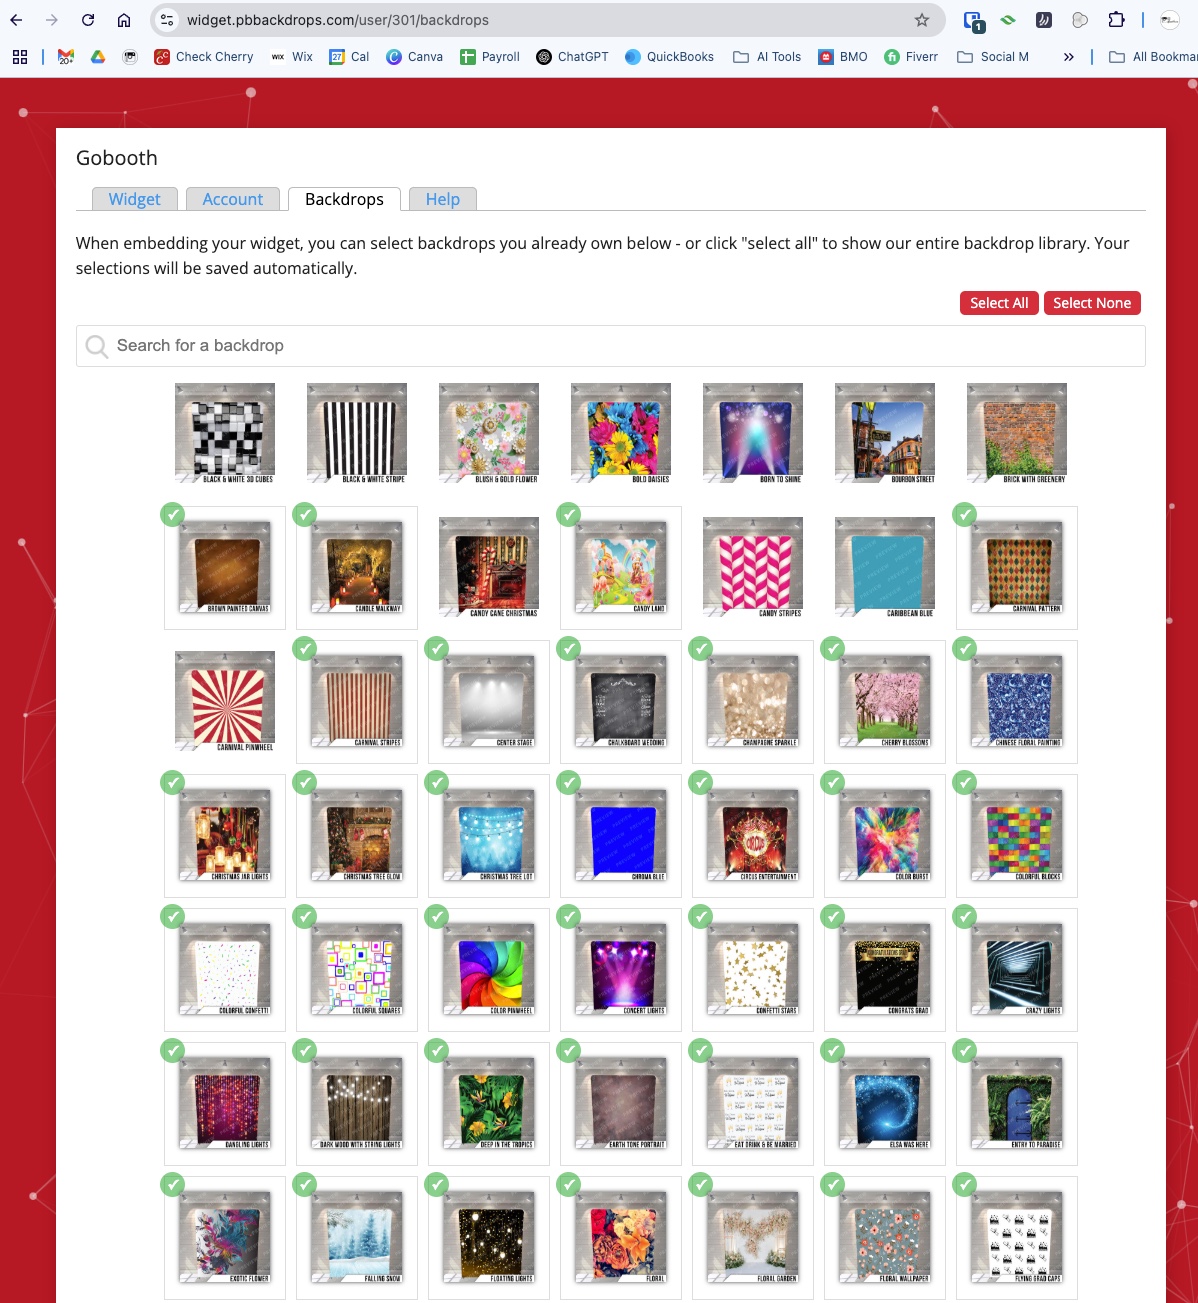 widget.pbbackdrops.com/user/301/backdrops
1
20+
Check Cherry
WIX
Wix
27
Cal
Canva
Payroll
ChatGPT
QuickBooks
AI Tools
BMO
Fiverr
Social M
»
All Bookmar
Gobooth
Widget
Account
Backdrops
Help
When embedding your widget, you can select backdrops you already own below - or click "select all" to show our entire backdrop library. Your
selections will be saved automatically.
Select All
Select None
Search for a backdrop
BLACK & WHITE 3D CUBES
BLACK & WHITE STRIPE
BLUSH & GOLD FLOWER
BOLD DAISIES
BORN TO SHINE
BOURBON STREET
BRICK WITH GREENERY
BROWN PAINTED CANVAS
CANDLE WALKWAY
CANDY CANE CHRISTMAS
CANDY LAND
CANDY STRIPES
CARIBBEAN BLUE
CARNIVAL PATTERN
CARNIVAL PINWHEEL
CARNIVAL STRIPES
CENTER STAGE
CHALKBOARD WEDDING
CHAMPAGNE SPARKLE
CHERRY BLOSSOMS
CHINESE FLORAL PAINTING
CHRISTMAS JAR LIGHTS
CHRISTMAS TREE GLOW
CHRISTMAS TREE LOT
CHROMA BLUE
CIRCUS
CIRCUS ENTERTAINMENT
COLOR BURST
COLORFUL BLOCKS
COLORFUL CONFETTI
COLORFUL SQUARES
COLOR PINWHEEL
CONCERT LIGHTS
CONFETTI STARS
CONGRATULATIONS GRAD
CONGRATS GRAD
CRAZY LIGHTS
DANGLING LIGHTS
DARK WOOD WITH STRING LIGHTS
DEEP IN THE TROPICS
EARTH TONE PORTRAIT
EAT DRINK & BE MARRIED
ELSA WAS HERE
ENTRY TO PARADISE
EXOTIC FLOWER
FALLING SNOW
FLOATING LIGHTS
FLORAL
FLORAL GARDEN
FLORAL WALLPAPER
FLYING GRAD CAPS